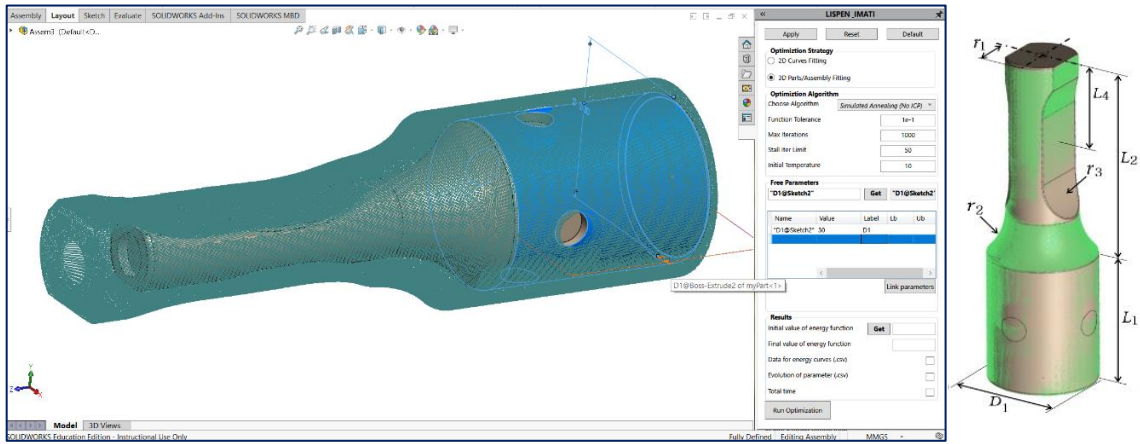 Assembly Layout Sketch Evaluate SOLIDWORKS Add-Ins SOLIDWORKS MBD
Assem3 (Default<D...
LISPEN_IMATI
Apply Reset Default
Optimiztion Strategy
2D Curves Fitting
3D Parts/Assembly Fitting
Optimiztion Algorithm
Choose Algorithm Simulated Annealing (No ICP)
Function Tolerance 1e-1
Max Iterations 1000
Stall Iter Limit 50
Initial Temperature 10
Free Parameters
"D1@Sketch2" Get "D1@Sketch2"
Name Value Label Lb Ub
"D1@Sketch2" 30 D1
Link parameters
Results
Initial value of energy function Get
Final value of energy function
Data for energy curves (.csv)
Evolution of parameter (.csv)
Total time
Run Optimization
D1@Boss-Extrude2 of myPart<1>
Y
Z
X
Model 3D Views
SOLIDWORKS Education Edition - Instructional Use Only
Fully Defined Editing Assembly MMGS
r1
L4
L2
r3
r2
L1
D1